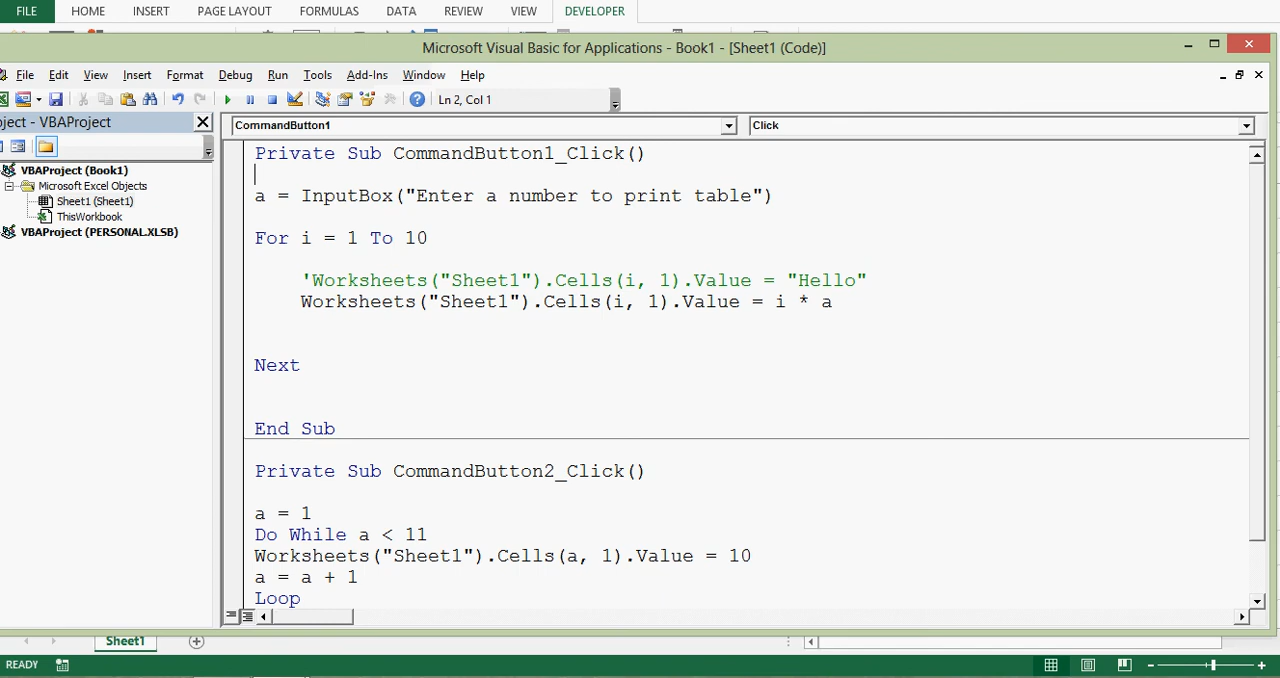 FILE HOME INSERT PAGE LAYOUT FORMULAS DATA REVIEW VIEW DEVELOPER
Microsoft Visual Basic for Applications - Book1 - [Sheet1 (Code)]
File Edit View Insert Format Debug Run Tools Add-Ins Window Help
Ln 2, Col 1
ject - VBAProject
CommandButton1 Click
VBAProject (Book1)
Microsoft Excel Objects
Sheet1 (Sheet1)
ThisWorkbook
VBAProject (PERSONAL.XLSB)
Private Sub CommandButton1_Click()
a = InputBox("Enter a number to print table")
For i = 1 To 10
'Worksheets("Sheet1").Cells(i, 1).Value = "Hello"
Worksheets("Sheet1").Cells(i, 1).Value = i * a
Next
End Sub
Private Sub CommandButton2_Click()
a = 1
Do While a < 11
Worksheets("Sheet1").Cells(a, 1).Value = 10
a = a + 1
Loop
Sheet1
READY